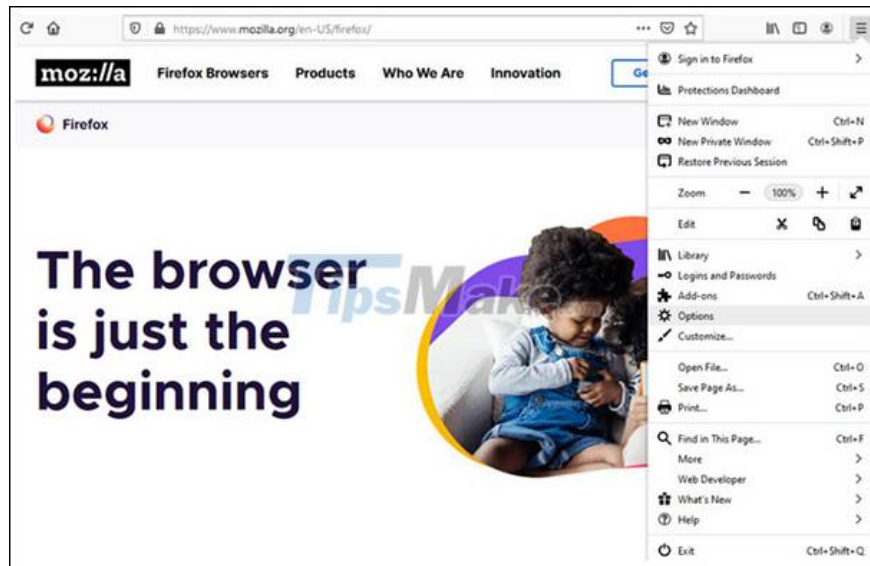 https://www.mozilla.org/en-US/firefox/
moz://a
Firefox Browsers
Products
Who We Are
Innovation
Ge
Firefox
The browser
is just the
beginning
TipsMake
Sign in to Firefox
Protections Dashboard
New Window Ctrl+N
New Private Window Ctrl+Shift+P
Restore Previous Session
Zoom 100%
Edit
Library
Logins and Passwords
Add-ons Ctrl+Shift+A
Options
Customize...
Open File... Ctrl+O
Save Page As... Ctrl+S
Print... Ctrl+P
Find in This Page... Ctrl+F
More
Web Developer
What's New
Help
Exit Ctrl+Shift+Q